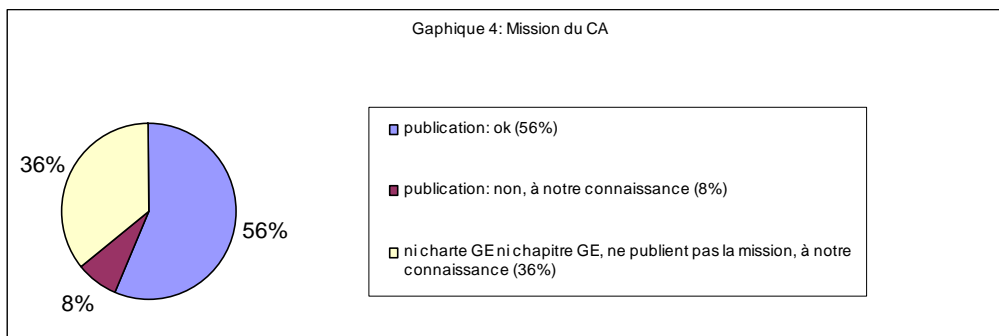 Gaphique 4: Mission du CA
36%
56%
8%
publication: ok (56%)
publication: non, à notre connaissance (8%)
ni charte GE ni chapitre GE, ne publient pas la mission, à notre
connaissance (36%)